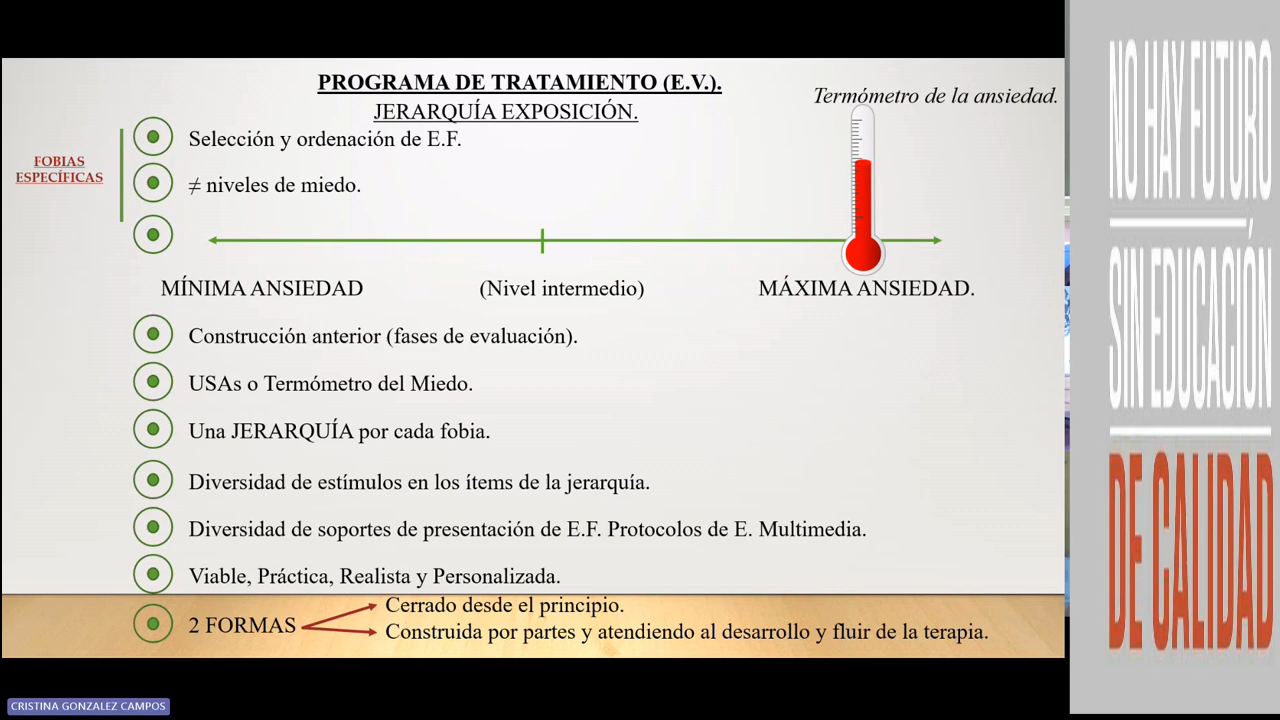 PROGRAMA DE TRATAMIENTO (E.V.).
JERARQUÍA EXPOSICIÓN.
Termómetro de la ansiedad.
FOBIAS
ESPECÍFICAS
Selección y ordenación de E.F.
≠ niveles de miedo.
MÍNIMA ANSIEDAD
(Nivel intermedio)
MÁXIMA ANSIEDAD.
Construcción anterior (fases de evaluación).
USAs o Termómetro del Miedo.
Una JERARQUÍA por cada fobia.
Diversidad de estímulos en los ítems de la jerarquía.
Diversidad de soportes de presentación de E.F. Protocolos de E. Multimedia.
Viable, Práctica, Realista y Personalizada.
2 FORMAS
Cerrado desde el principio.
Construida por partes y atendiendo al desarrollo y fluir de la terapia.
NO HAY FUTURO
SIN EDUCACIÓN
DE CALIDAD
CRISTINA GONZALEZ CAMPOS